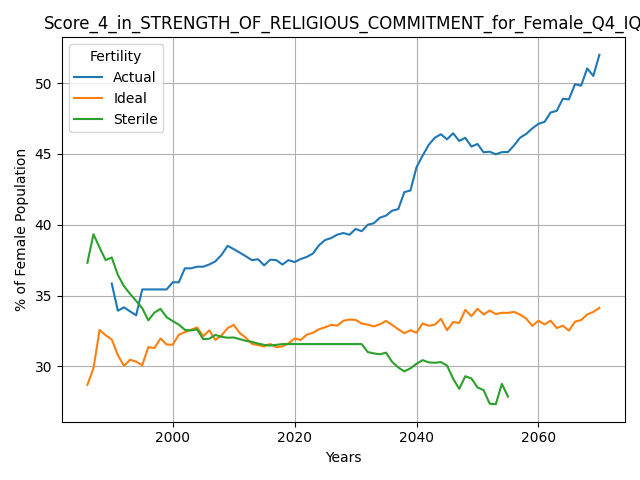 Score_4_in_STRENGTH_OF_RELIGIOUS_COMMITMENT_for_Female_Q4_IQ
Fertility
Actual
Ideal
Sterile
% of Female Population
50
45
40
35
30
2000
2020
2040
2060
Years